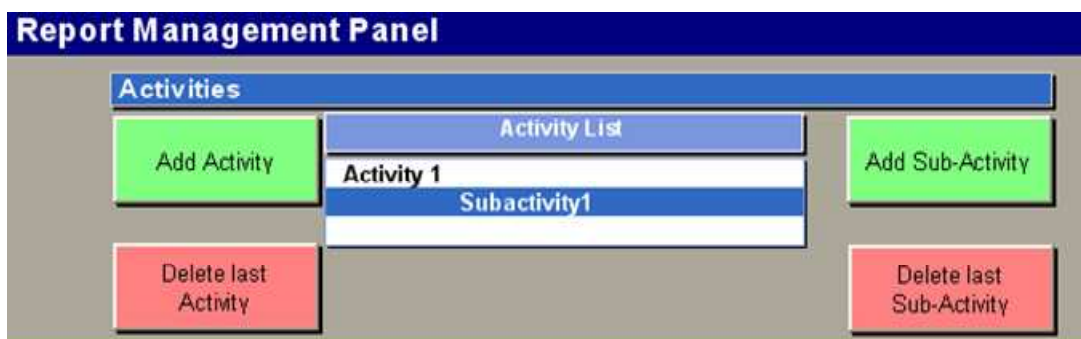 Report Management Panel
Activities
Add Activity
Activity List
Activity 1
Subactivity1
Add Sub-Activity
Delete last
Activity
Delete last
Sub-Activity